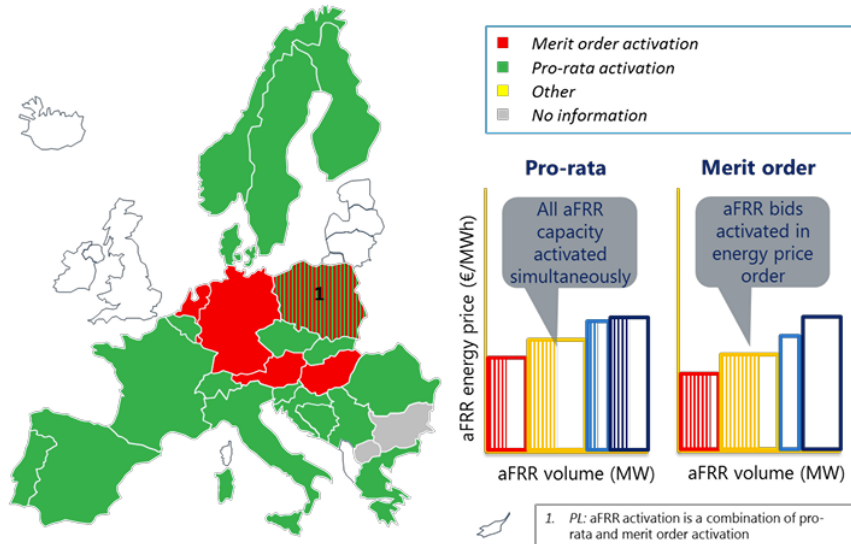 Merit order activation
Pro-rata activation
Other
No information
1
Pro-rata
All aFRR
capacity
activated
simultaneously
aFRR energy price (€/MWh)
aFRR volume (MW)
Merit order
aFRR bids
activated in
energy price
order
aFRR volume (MW)
1. PL: aFRR activation is a combination of pro-
rata and merit order activation